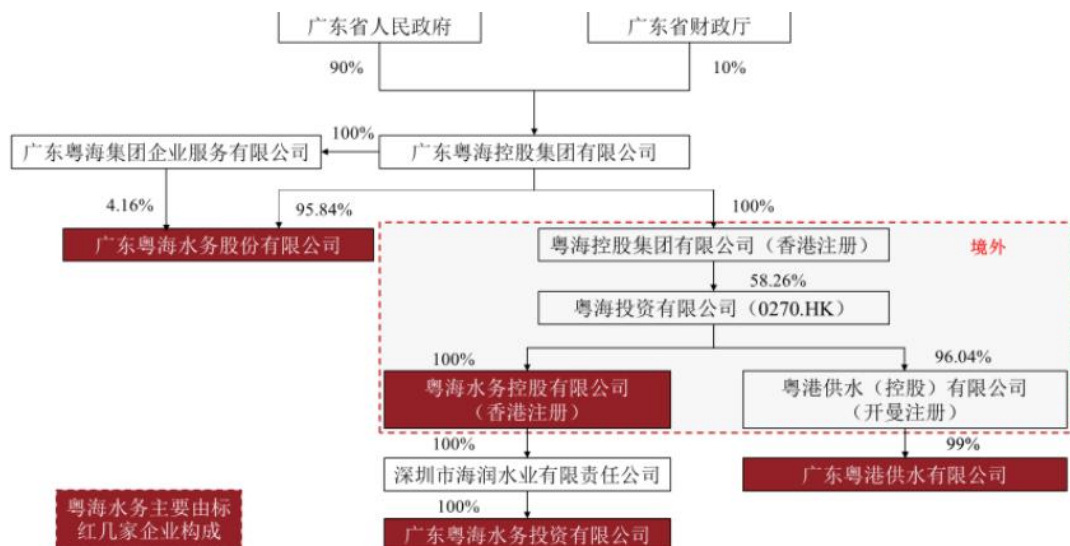 广东省人民政府
广东省财政厅
90%
10%
100%
广东粤海集团企业服务有限公司
广东粤海控股集团有限公司
4.16%
95.84%
100%
广东粤海水务股份有限公司
粤海控股集团有限公司（香港注册）
境外
58.26%
粤海投资有限公司（0270.HK）
100%
96.04%
粤海水务控股有限公司
（香港注册）
粤港供水（控股）有限公司
（开曼注册）
100%
99%
深圳市海润水业有限责任公司
广东粤港供水有限公司
粤海水务主要由标
红几家企业构成
100%
广东粤海水务投资有限公司